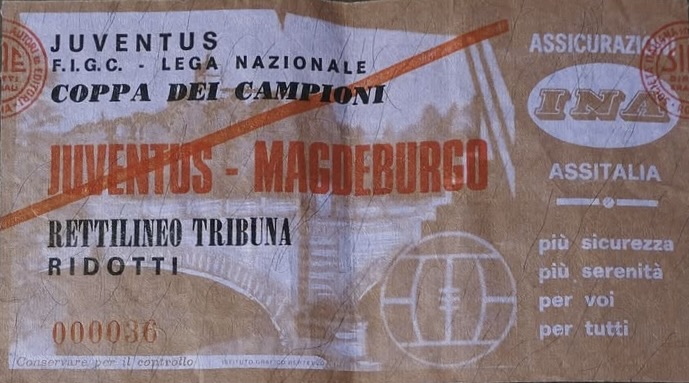 JUVENTUS
F.I.G.C. - LEGA NAZIONALE
COPPA DEI CAMPIONI
JUVENTUS - MAGDEBURGO
RETTILINEO TRIBUNA
RIDOTTI
000036
Conservare per il controllo
ASSICURAZI
INA
ASSITALIA
più sicurezza
più serenità
per voi
per tutti